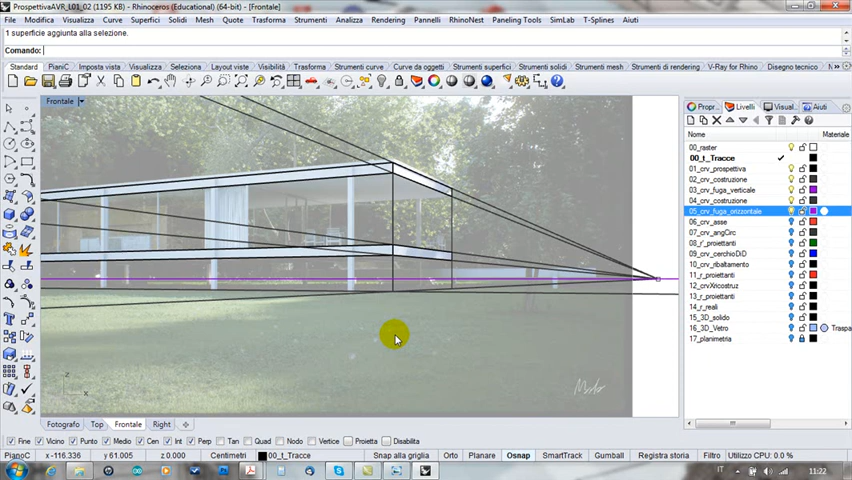 ProspettivaAVR_L01_02 (1195 KB) - Rhinoceros (Educational) (64-bit) - [Frontale]
File Modifica Visualizza Curve Superfici Solidi Mesh Quote Trasforma Strumenti Analizza Rendering Pannelli RhinoNest Paneling Tools SimLab T-Splines Aiuti
1 superficie aggiunta alla selezione.
Comando:
Standard PianiC Imposta vista Visualizzazione Seleziona Layout viste Visibilità Trasforma Strumenti curve Strumenti superfici Strumenti solidi Strumenti mesh Strumenti di rendering V-Ray for Rhino Disegno tecnico
Frontale
Propr... Livelli Visual... Aiuti
Nome Materiale
00_raster
00_t_Tracce
01_crv_prospettiva
02_crv_costruzione
03_crv_fuga_verticale
04_crv_costruzione
05_crv_fuga_orizzontale
06_crv_asse
07_crv_angCirc
08_r'_proiettanti
09_crv_cerchioDiD
10_crv_ribaltamento
11_r_proiettanti
12_crvXricostruz
13_r_proiettanti
14_r_reali
15_3D_solido
16_3D_Vetro Traspa
17_planimetria
z
x
Fotografo Top Frontale Right
Fine Vicino Punto Medio Cen Int Perp Tan Quad Nodo Vertice Proietta Disabilita
PianoC x -116.336 y 61.005 z 0.000 Centimetri 00_t_Tracce Snap alla griglia Orto Planare Osnap SmartTrack Gumball Registra storia Filtro Utilizzo CPU: 0.0 %
IT 11:22